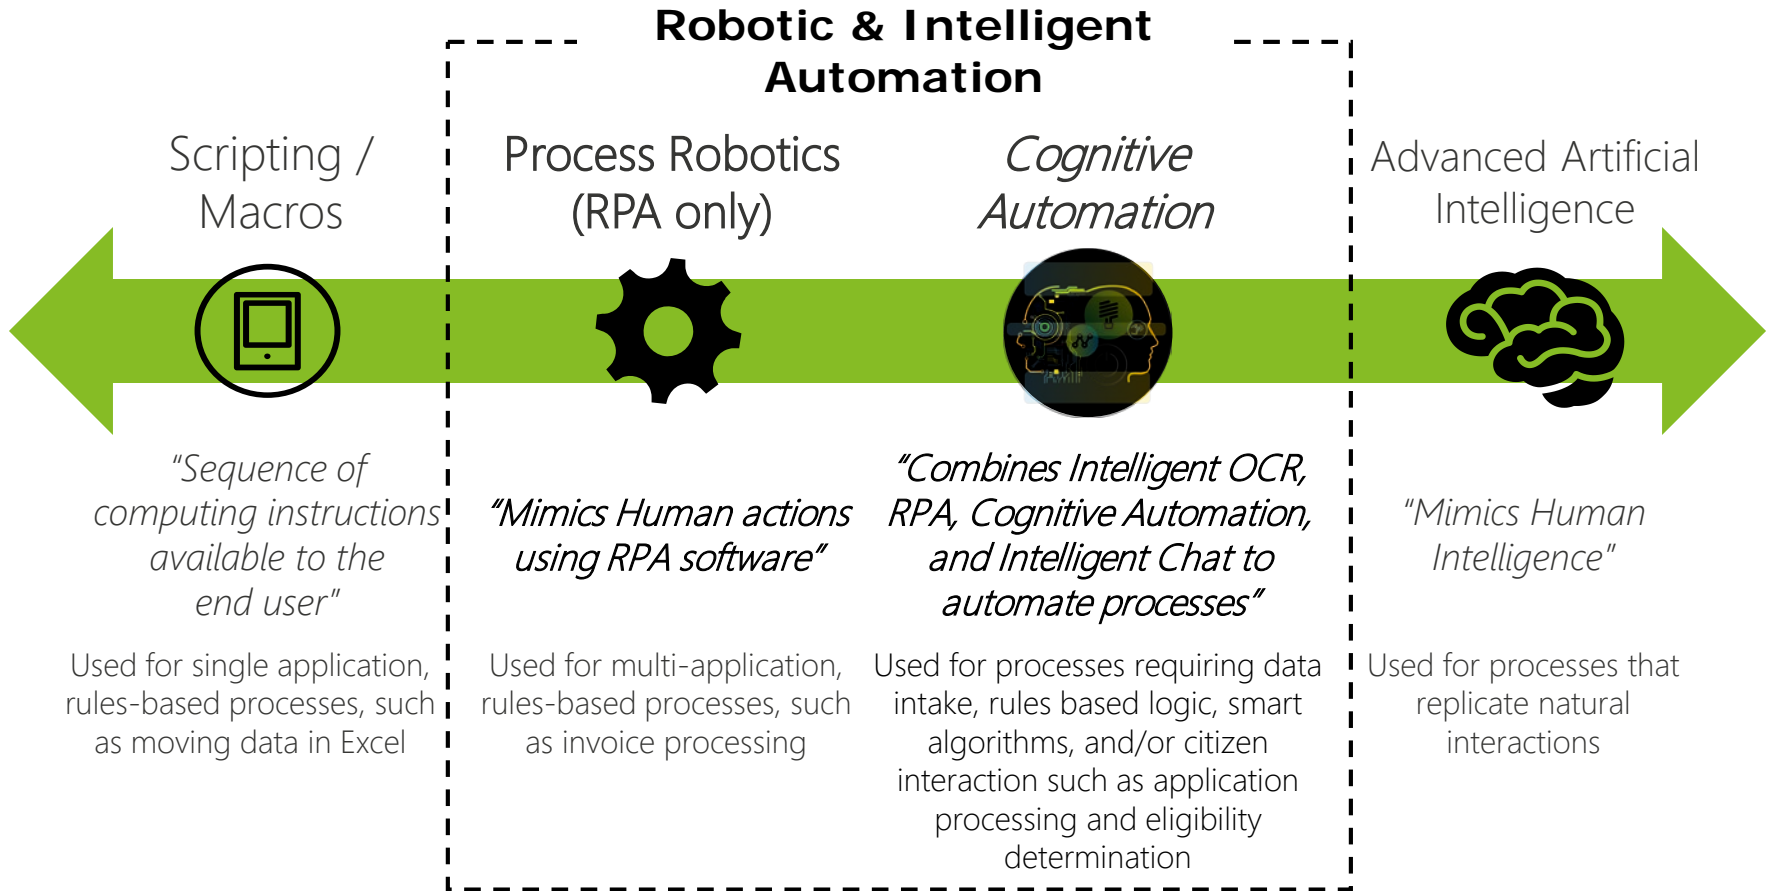 Robotic & Intelligent
Automation
Scripting /
Macros
Process Robotics
(RPA only)
Cognitive
Automation
Advanced Artificial
Intelligence
“Sequence of
computing instructions
available to the
end user”
“Mimics Human actions
using RPA software”
“Combines Intelligent OCR,
RPA, Cognitive Automation,
and Intelligent Chat to
automate processes”
“Mimics Human
Intelligence”
Used for single application,
rules-based processes, such
as moving data in Excel
Used for multi-application,
rules-based processes, such
as invoice processing
Used for processes requiring data
intake, rules based logic, smart
algorithms, and/or citizen
interaction such as application
processing and eligibility
determination
Used for processes that
replicate natural
interactions